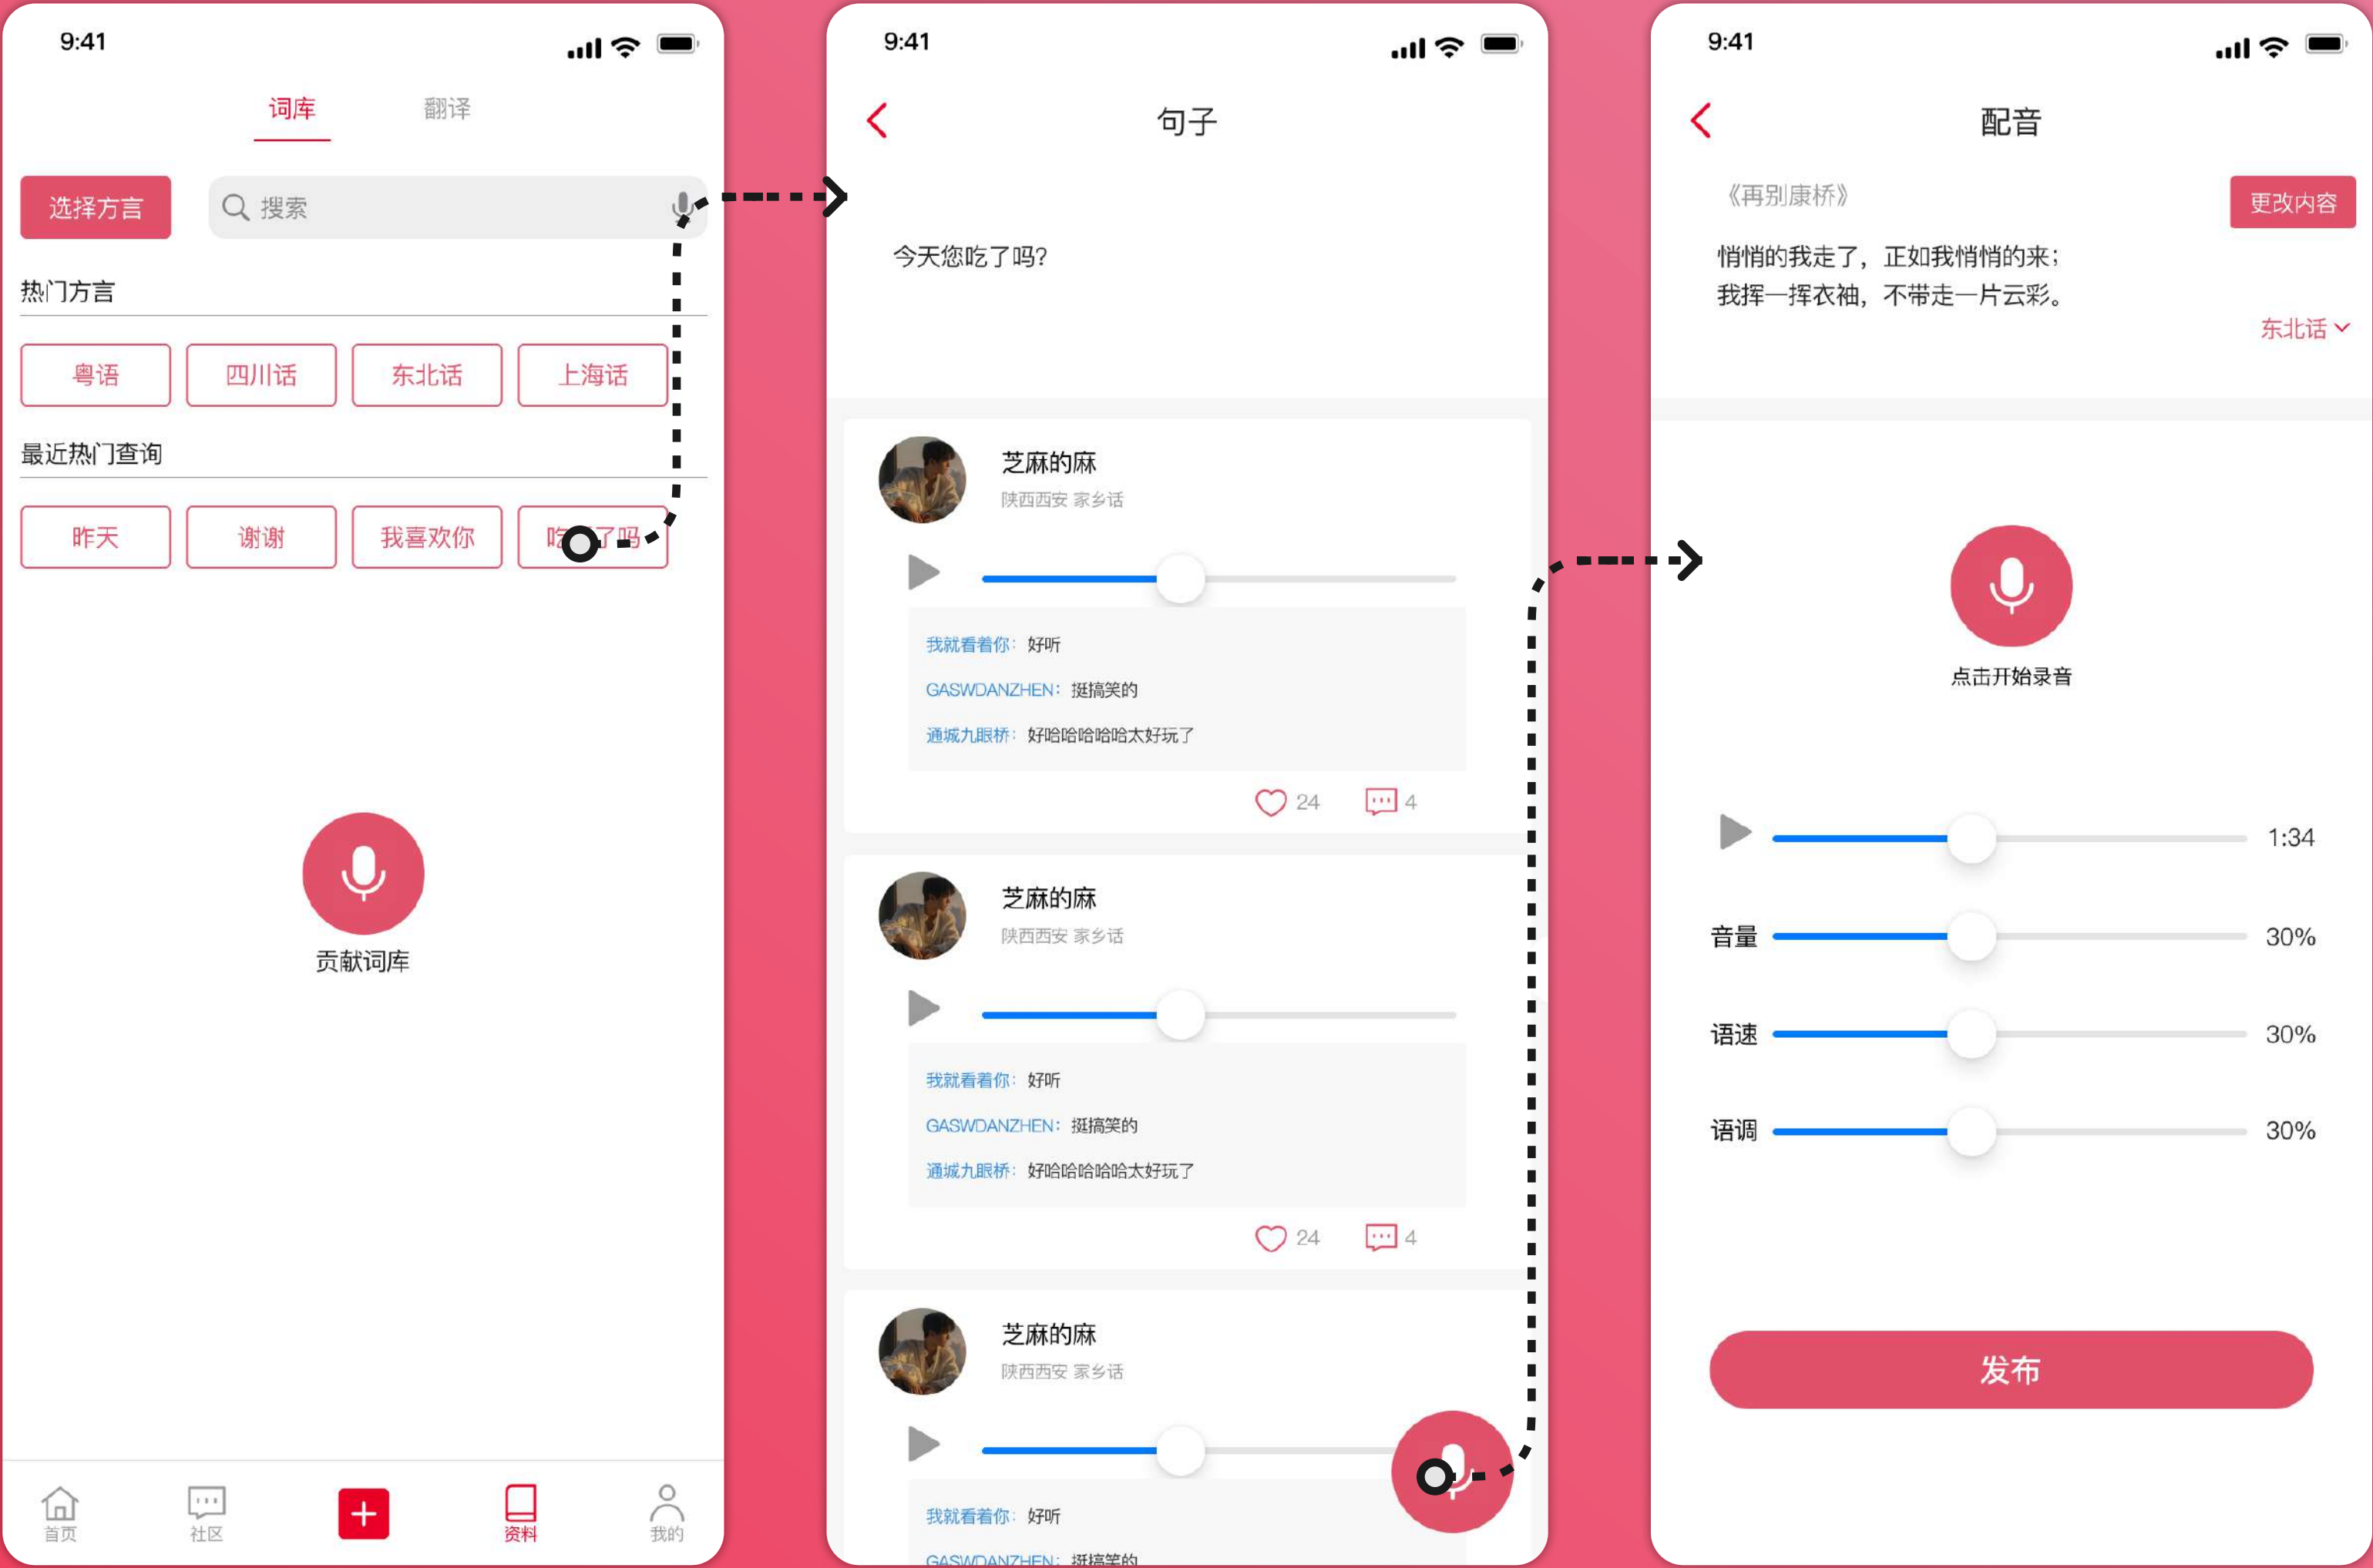 9:41
词库
翻译
选择方言
搜索
热门方言
粤语
四川话
东北话
上海话
最近热门查询
昨天
谢谢
我喜欢你
吃 了吗
贡献词库
首页
社区
资料
我的
9:41
句子
今天您吃了吗?
芝麻的麻
陕西西安 家乡话
我就看着你: 好听
GASWDANZHEN: 挺搞笑的
通城九眼桥: 好哈哈哈哈哈太好玩了
24
4
芝麻的麻
陕西西安 家乡话
我就看着你: 好听
GASWDANZHEN: 挺搞笑的
通城九眼桥: 好哈哈哈哈哈太好玩了
24
4
芝麻的麻
陕西西安 家乡话
我就看着你: 好听
GASWDANZHEN: 挺搞笑的
9:41
配音
《再别康桥》
更改内容
悄悄的我走了，正如我悄悄的来；
我挥一挥衣袖，不带走一片云彩。
东北话
点击开始录音
1:34
音量
30%
语速
30%
语调
30%
发布